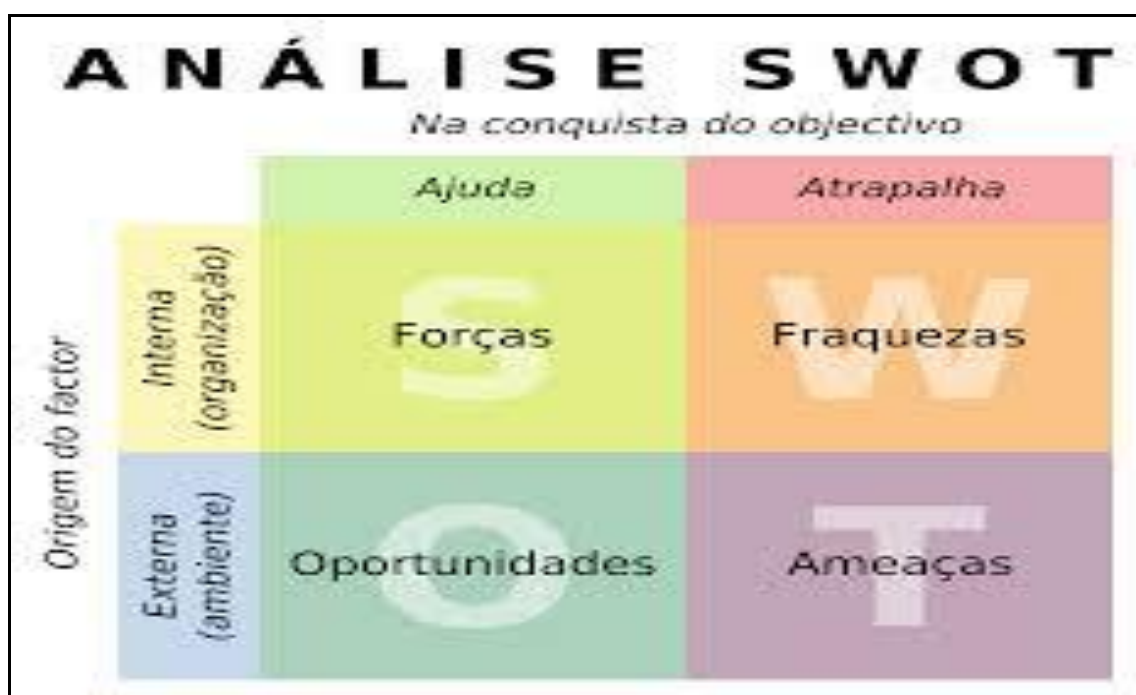 ANÁLISE SWOT
Na conquista do objectivo
Ajuda
Atrapalha
Origem do factor
Interna
(organização)
S
Forças
W
Fraquezas
Externa
(ambiente)
O
Oportunidades
T
Ameaças